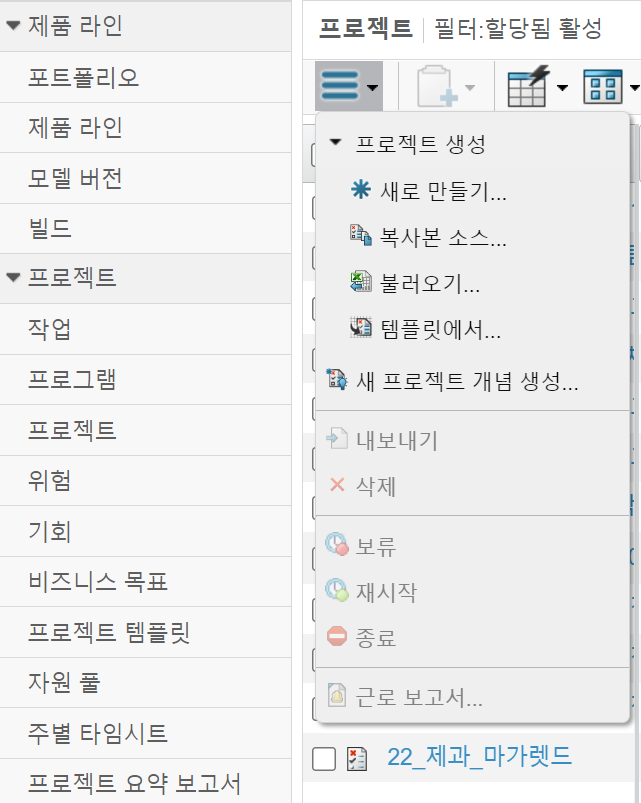 제품 라인
포트폴리오
제품 라인
모델 버전
빌드
프로젝트
작업
프로그램
프로젝트
위험
기회
비즈니스 목표
프로젝트 템플릿
자원 풀
주별 타임시트
프로젝트 요약 보고서
프로젝트 필터:할당됨 활성
프로젝트 생성
새로 만들기...
복사본 소스...
불러오기...
템플릿에서...
새 프로젝트 개념 생성...
내보내기
삭제
보류
재시작
종료
근로 보고서...
22_제과_마가렛드